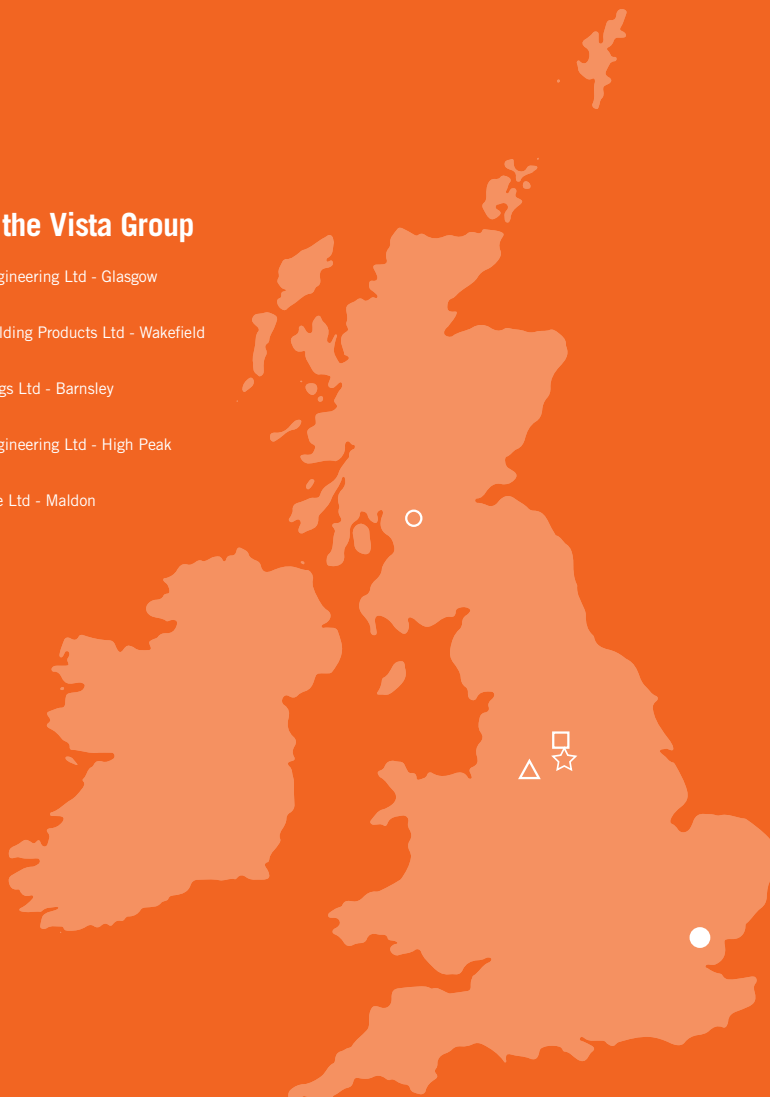 the Vista Group
gineering Ltd - Glasgow
lding Products Ltd - Wakefield
gs Ltd - Barnsley
gineering Ltd - High Peak
e Ltd - Maldon